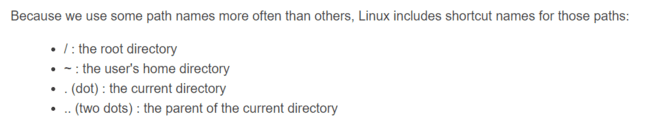 Because we use some path names more often than others, Linux includes shortcut names for those paths:
• / : the root directory
• ~ : the user's home directory
• . (dot) : the current directory
• .. (two dots) : the parent of the current directory